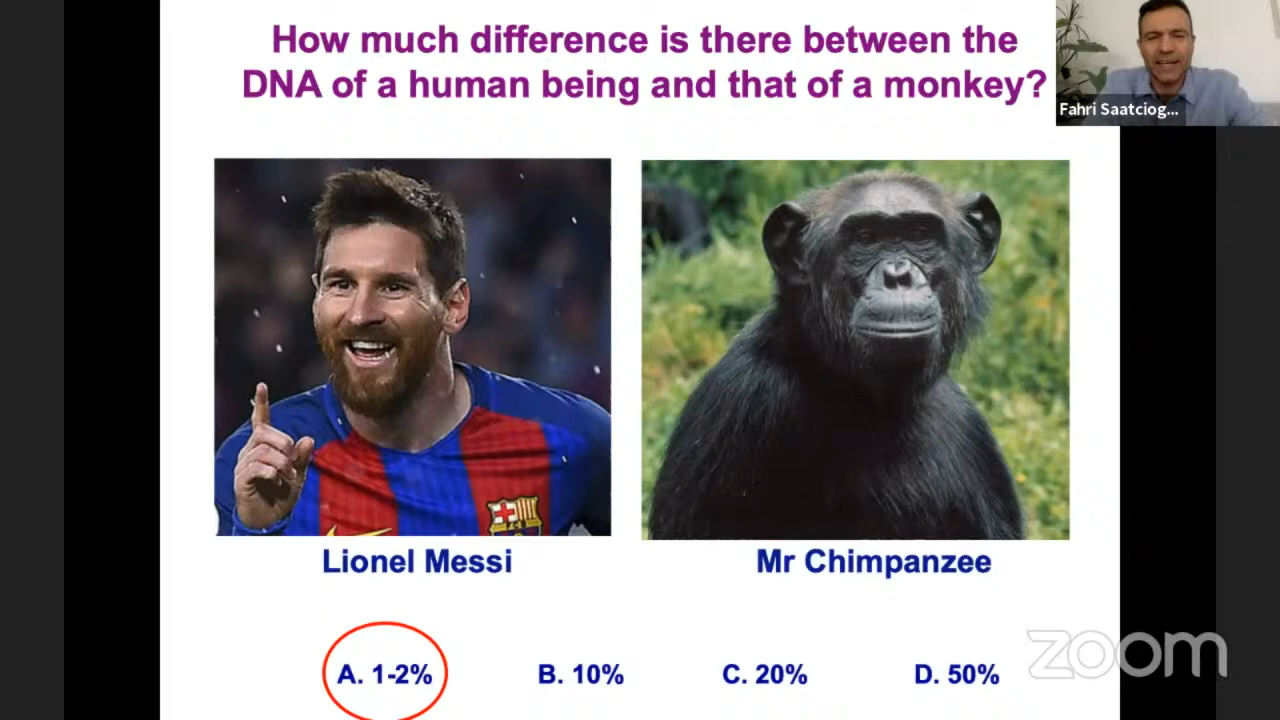 How much difference is there between the
DNA of a human being and that of a monkey?
Fahri Saatciog...
FCB
Lionel Messi
Mr Chimpanzee
A. 1-2%
B. 10%
C. 20%
D. 50%
zoom